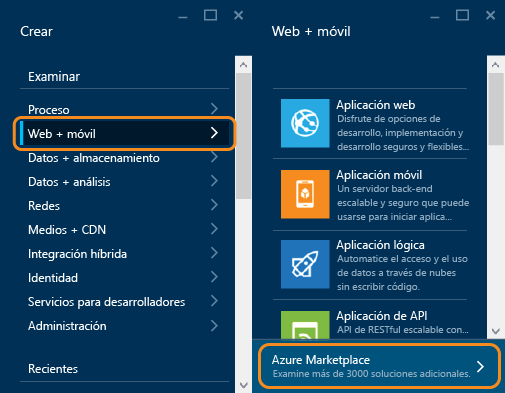 Crear
Examinar
Proceso
Web + móvil
Datos + almacenamiento
Datos + análisis
Redes
Medios + CDN
Integración híbrida
Identidad
Servicios para desarrolladores
Administración
Recientes
Web + móvil
Aplicación web
Disfrute de opciones de
desarrollo, implementación y
desarrollo seguros y flexibles...
Aplicación móvil
Un servidor back-end
escalable y seguro que puede
usarse para iniciar aplica...
Aplicación lógica
Automatice el acceso y el uso
de datos a través de nubes
sin escribir código.
Aplicación de API
API de RESTful escalable con...
Azure Marketplace
Examine más de 3000 soluciones adicionales.